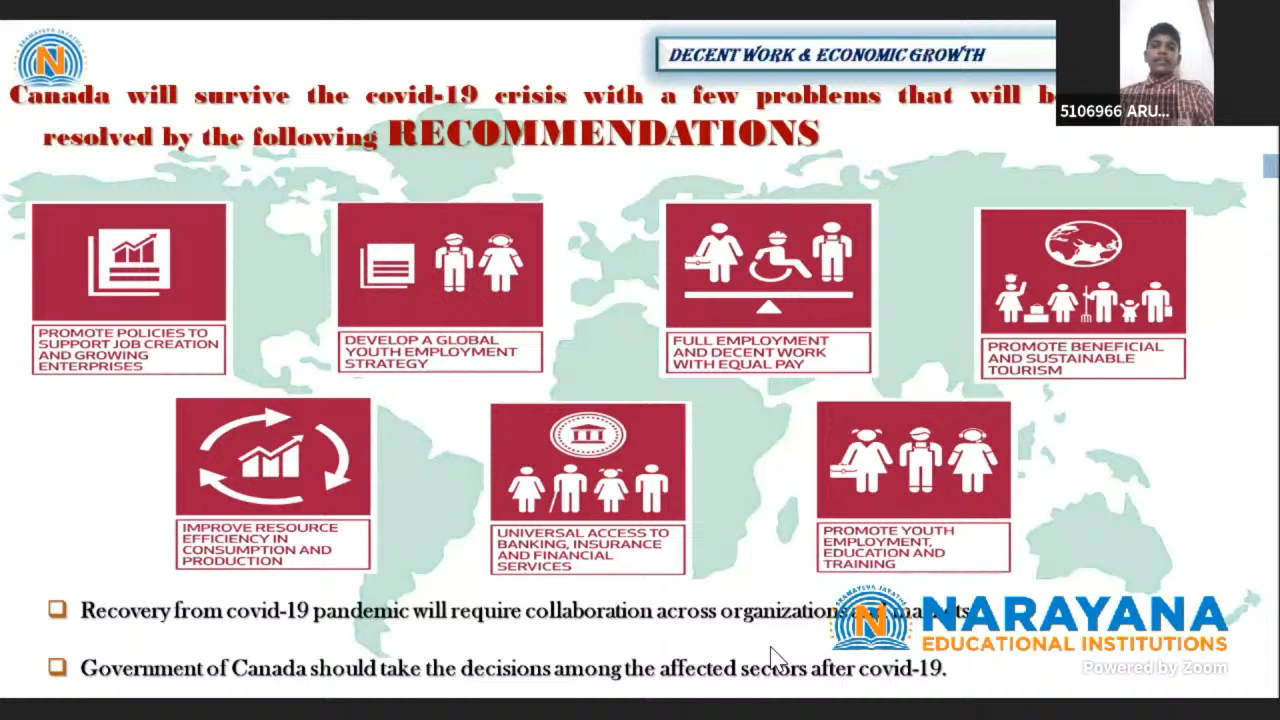 DECENT WORK & ECONOMIC GROWTH
Canada will survive the covid-19 crisis with a few problems that will
resolved by the following RECOMMENDATIONS
5106966 ARU...
PROMOTE POLICIES TO
SUPPORT JOB CREATION
AND GROWING
ENTERPRISES
DEVELOP A GLOBAL
YOUTH EMPLOYMENT
STRATEGY
FULL EMPLOYMENT
AND DECENT WORK
WITH EQUAL PAY
PROMOTE BENEFICIAL
AND SUSTAINABLE
TOURISM
IMPROVE RESOURCE
EFFICIENCY IN
CONSUMPTION AND
PRODUCTION
UNIVERSAL ACCESS TO
BANKING, INSURANCE
AND FINANCIAL
SERVICES
PROMOTE YOUTH
EMPLOYMENT,
EDUCATION AND
TRAINING
Recovery from covid-19 pandemic will require collaboration across
Government of Canada should take the decisions among the affected sectors after covid-19.
N
NARAYANA
EDUCATIONAL INSTITUTIONS
Powered by Zoom